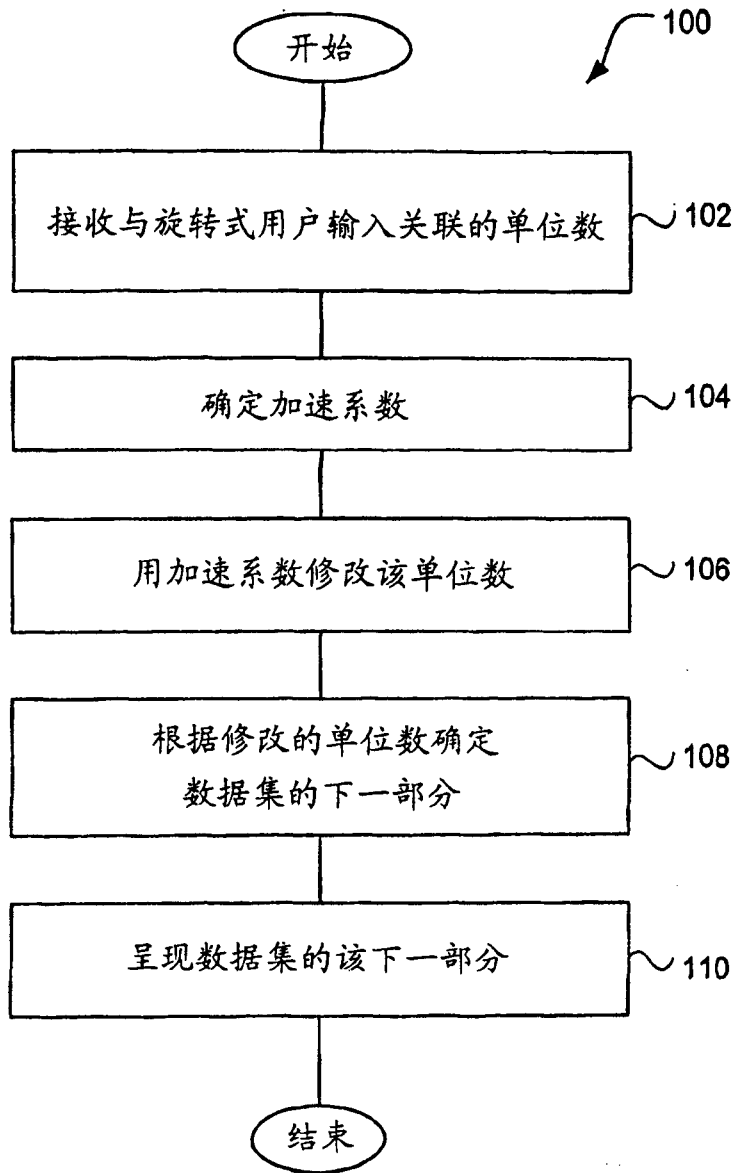 100
开始
接收与旋转式用户输入关联的单位数
102
确定加速系数
104
用加速系数修改该单位数
106
根据修改的单位数确定
数据集的下一部分
108
呈现数据集的该下一部分
110
结束